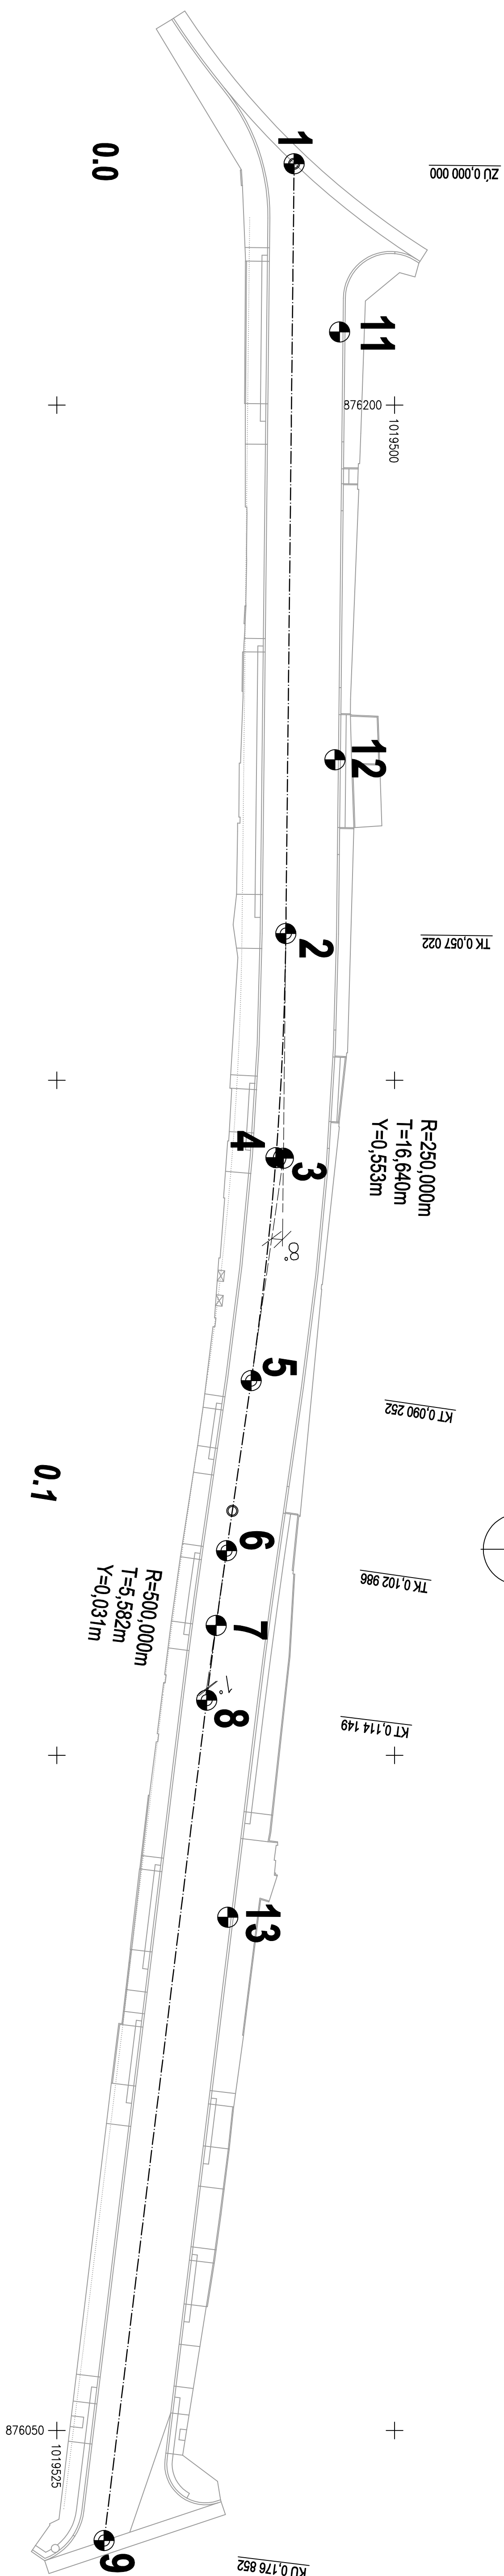 1
0.0
ZÚ 0,000 000
11
876200
1019500
12
2
TK 0,057 022
R=250,000m
T=16,640m
Y=0,553m
4
3
8°
5
KT 0,090 252
0.1
6
TK 0,102 986
R=500,000m
T=5,582m
Y=0,031m
7
1°
8
KT 0,114 149
13
876050
1019525
9
KÚ 0,176 852